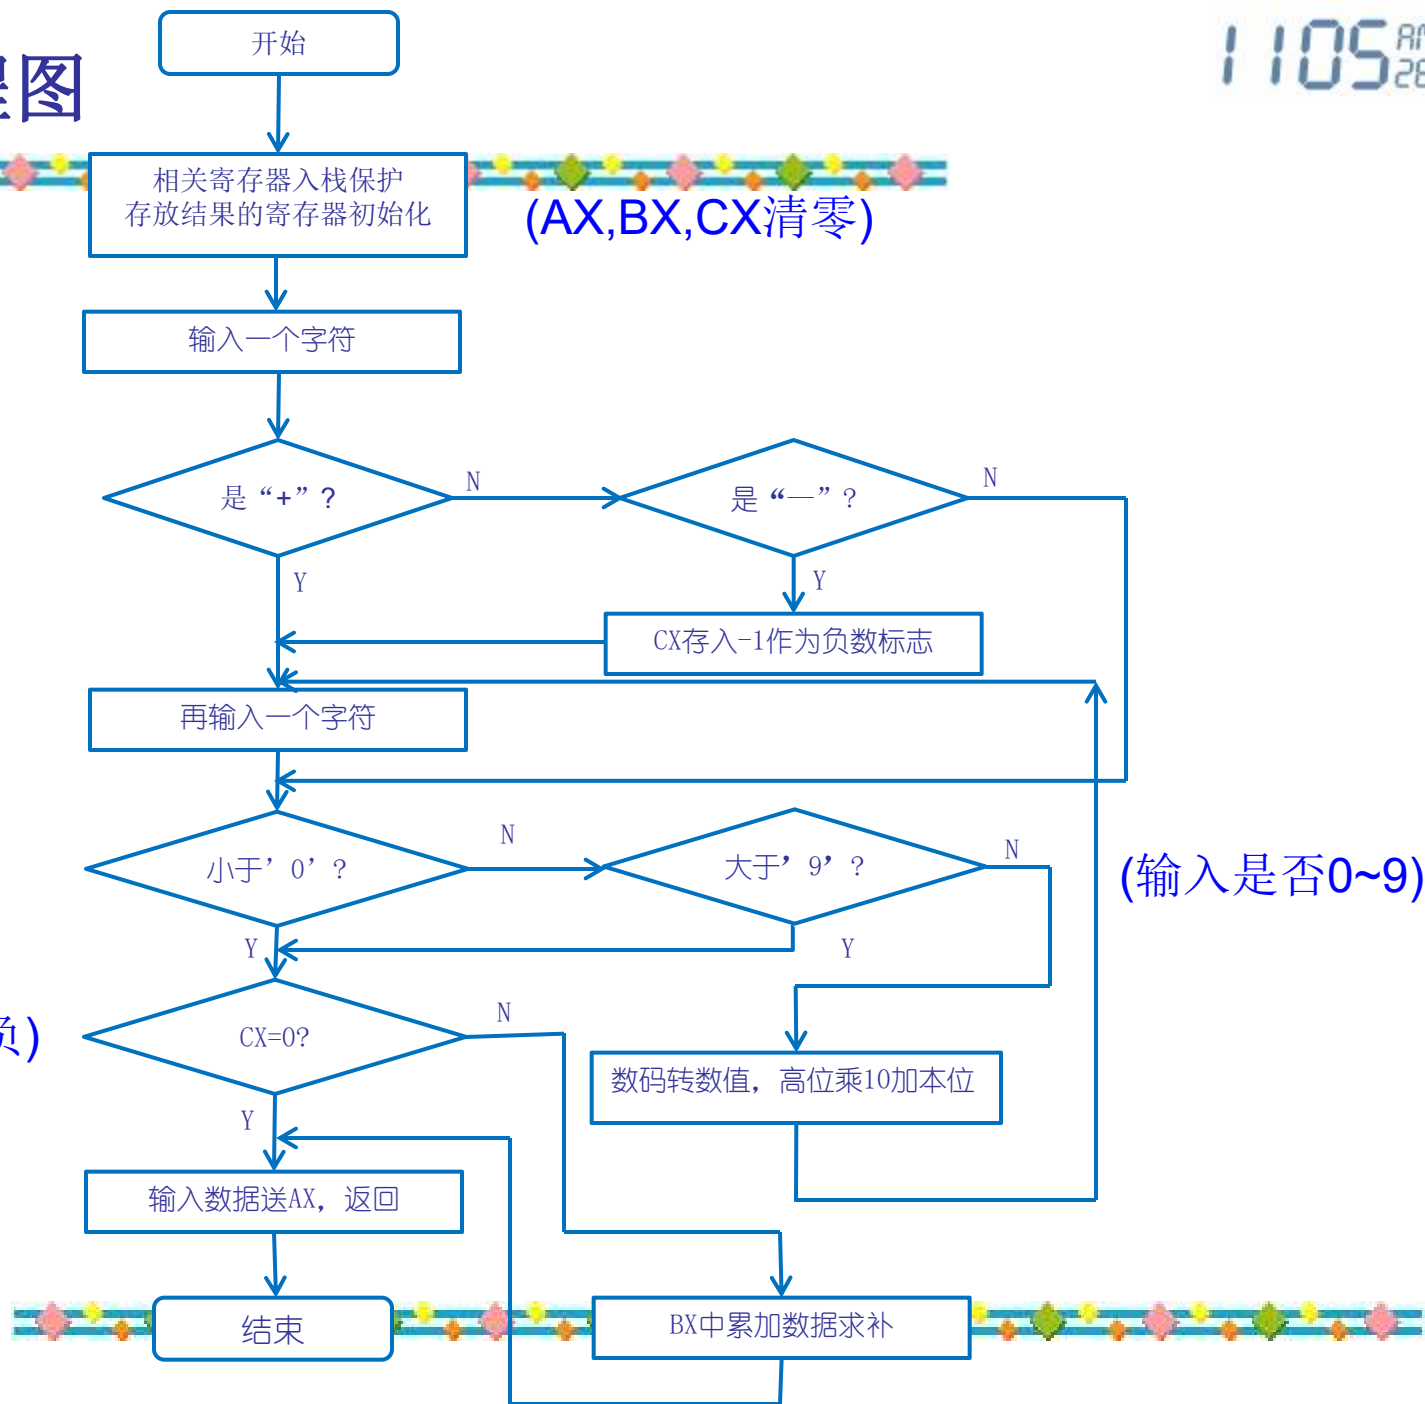 开始
程图
1105 AM
28
相关寄存器入栈保护
存放结果的寄存器初始化
(AX,BX,CX清零)
输入一个字符
是“+”?
N
是“—”?
N
Y
Y
CX存入-1作为负数标志
再输入一个字符
小于’0’?
N
大于’9’?
N
(输入是否0~9)
Y
Y
CX=0?
N
负)
数码转数值，高位乘10加本位
Y
输入数据送AX，返回
结束
BX中累加数据求补